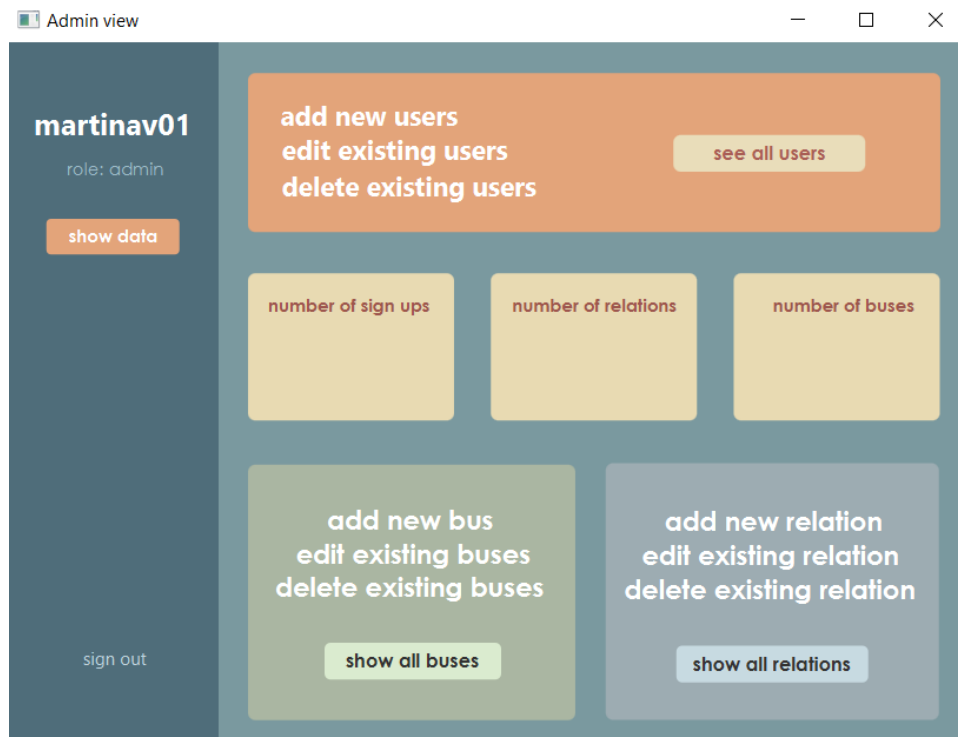 Admin view
martinav01
role: admin
show data
sign out
add new users
edit existing users
delete existing users
see all users
number of sign ups
number of relations
number of buses
add new bus
edit existing buses
delete existing buses
show all buses
add new relation
edit existing relation
delete existing relation
show all relations